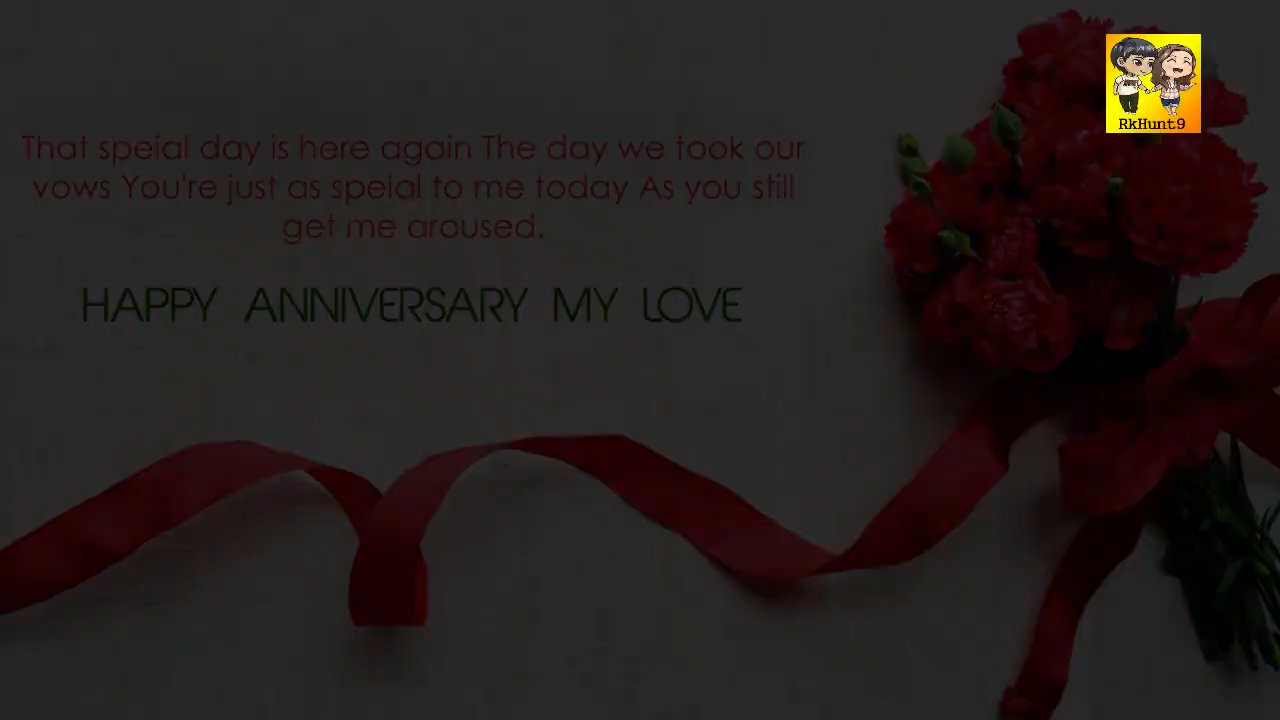 RkHunt9
That speial day is here again The day we took our
vows You're just as speial to me today As you still
get me aroused.
HAPPY ANNIVERSARY MY LOVE